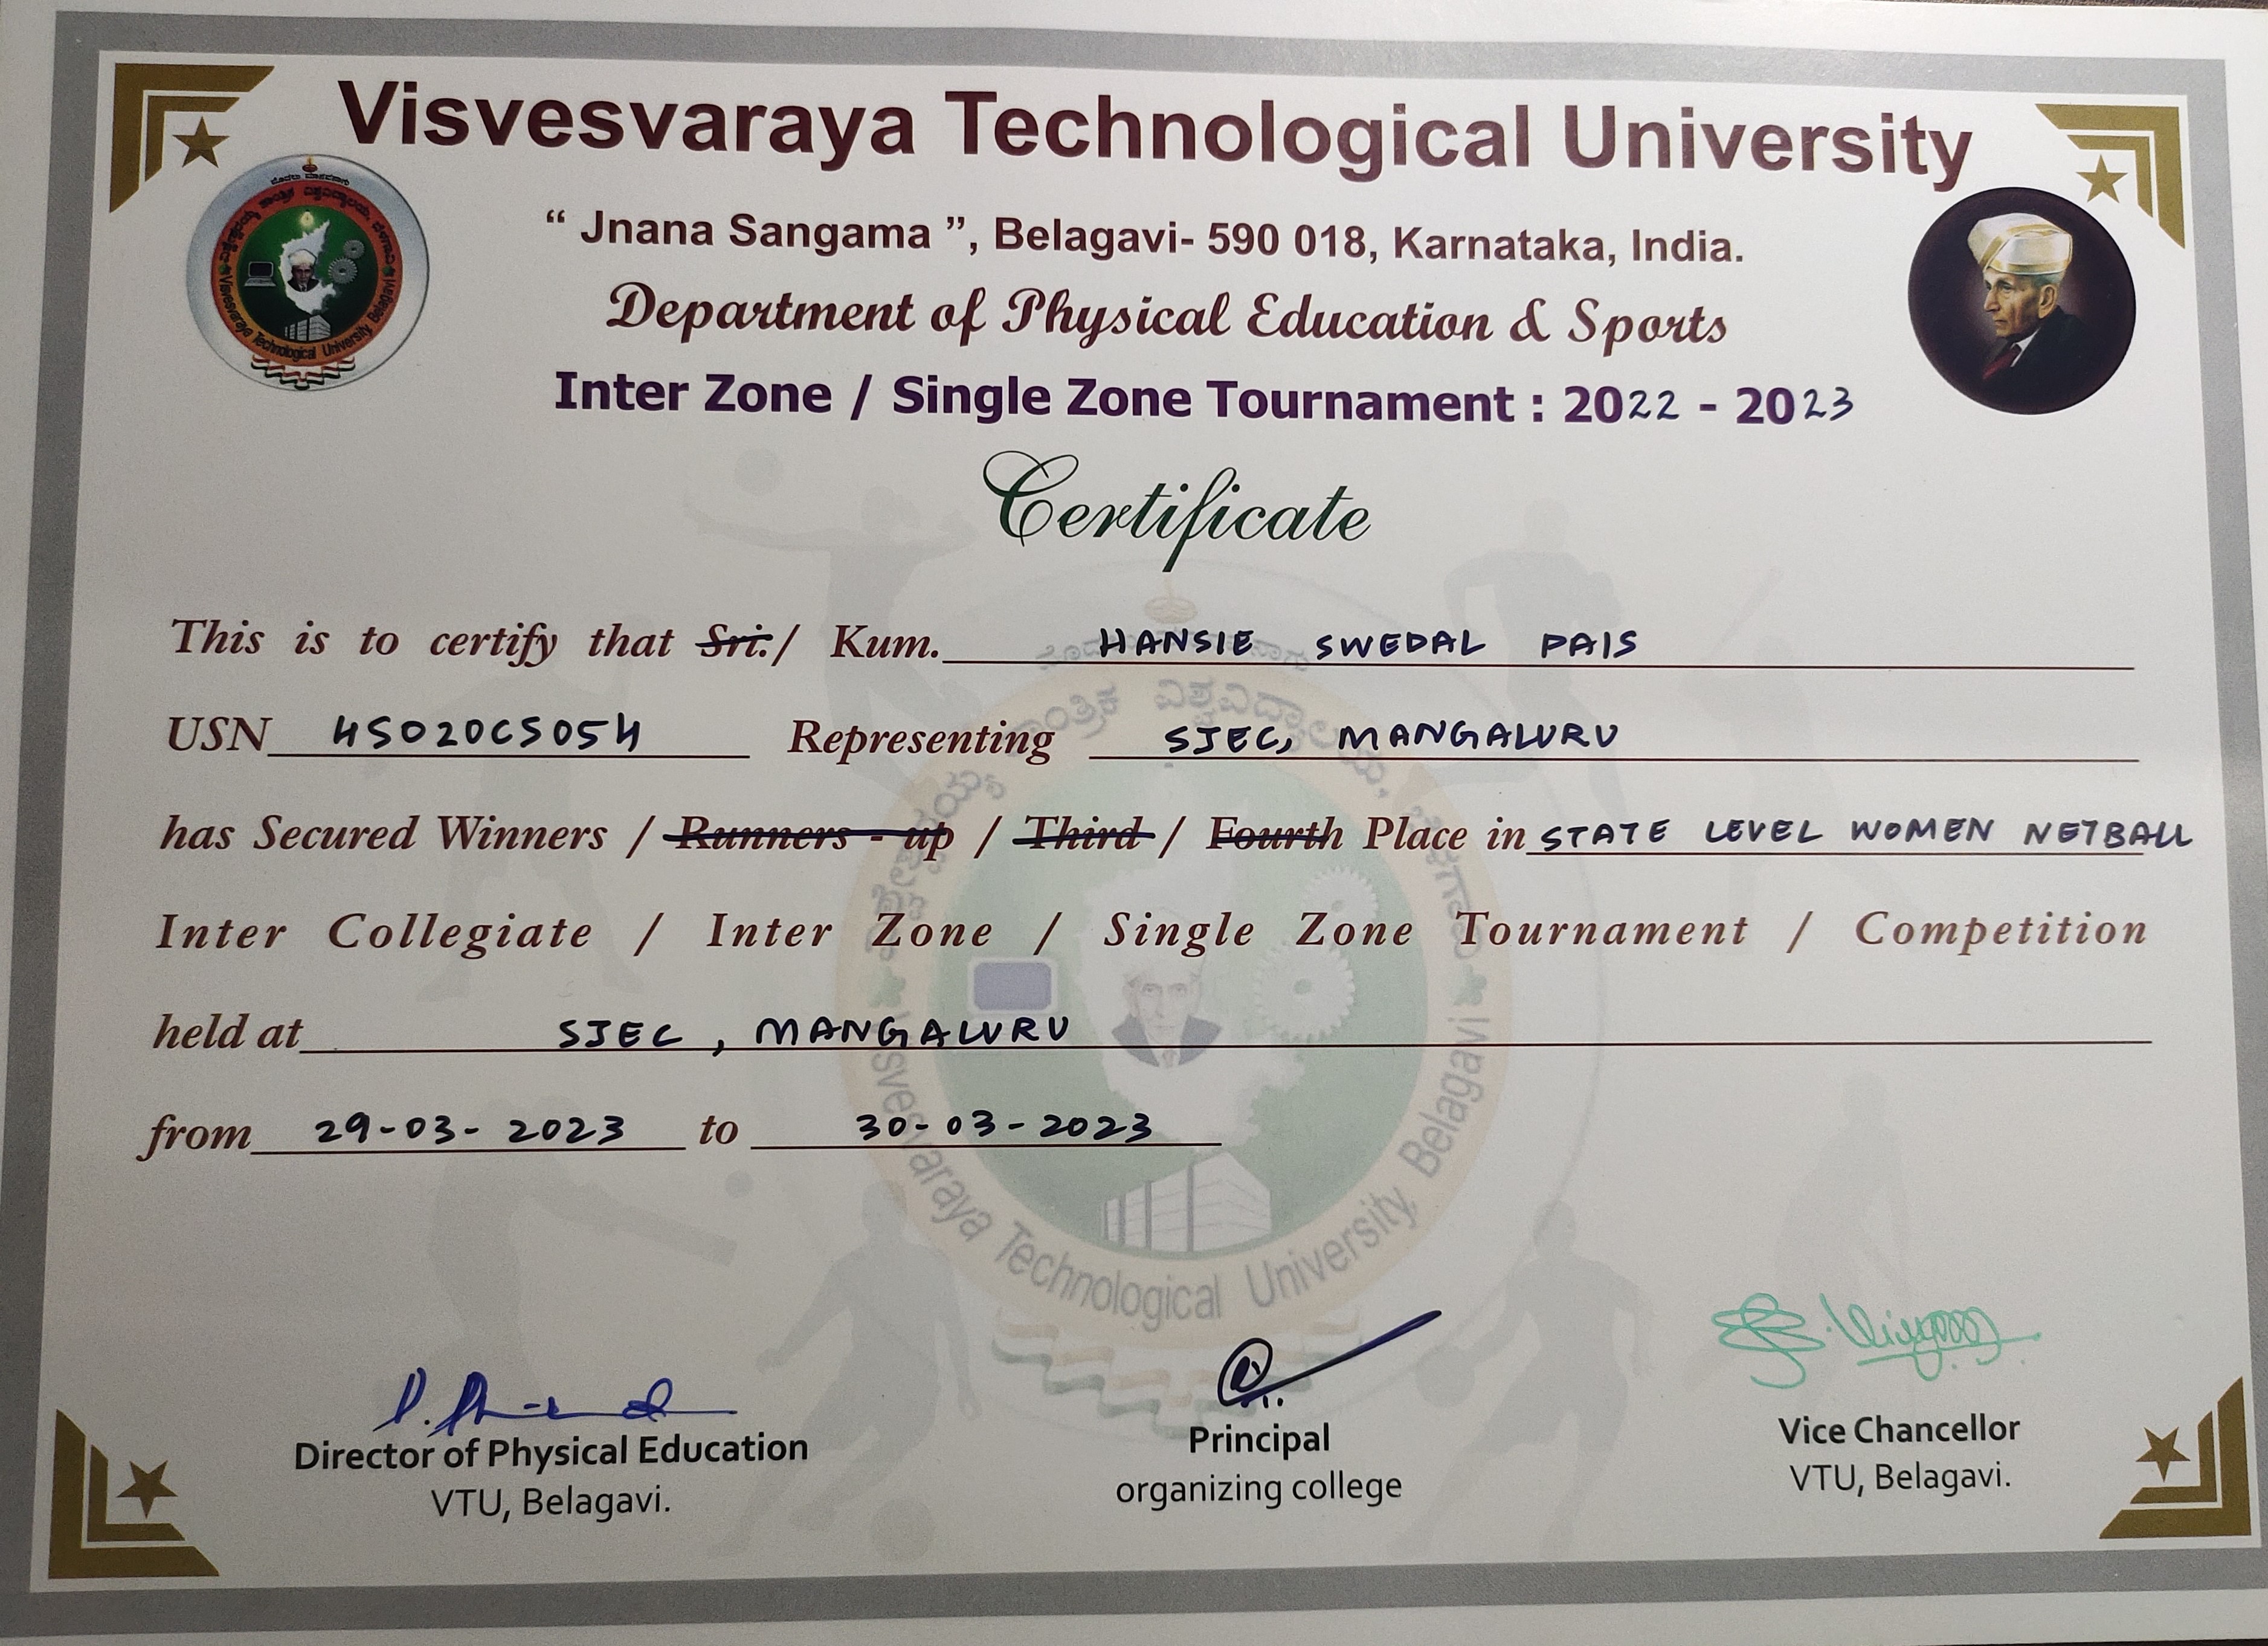 Visvesvaraya Technological University
“ Jnana Sangama ”, Belagavi- 590 018, Karnataka, India.
Department of Physical Education & Sports
Inter Zone / Single Zone Tournament : 2022 - 2023
Certificate
This is to certify that Sri./ Kum. HANSIE SWEDAL PAIS
USN 4SO20CS054 Representing SJEC, MANGALURU
has Secured Winners / Runners - up / Third / Fourth Place in STATE LEVEL WOMEN NETBALL
Inter Collegiate / Inter Zone / Single Zone Tournament / Competition
held at SJEC , MANGALURU
from 29-03-2023 to 30-03-2023
Visvesvaraya Technological University, Belagavi
Director of Physical Education
VTU, Belagavi.
Principal
organizing college
Vice Chancellor
VTU, Belagavi.